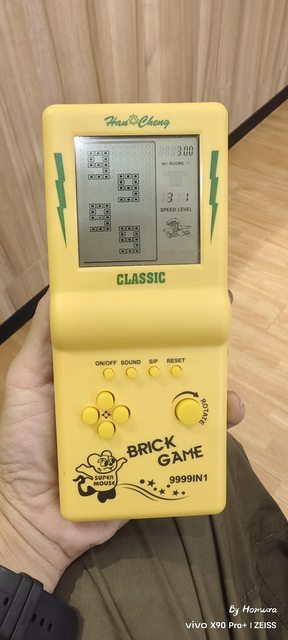 Han Cheng
300
HI-SCORE
3 1
SPEED LEVEL
CLASSIC
ON/OFF SOUND S/P RESET
ROTATE
BRICK
GAME
SUPER
MOUSE
9999IN1
By Homura
vivo X90 Pro+ | ZEISS